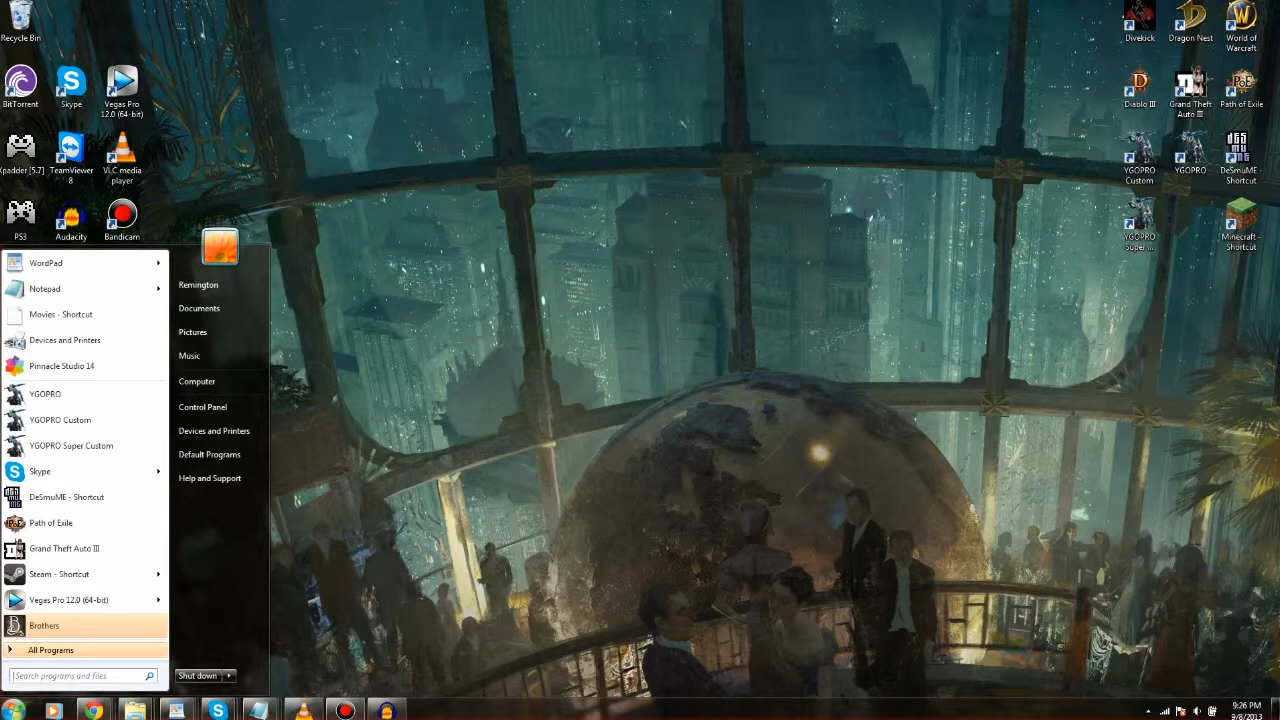 Recycle Bin
BitTorrent
Skype
Vegas Pro
12.0 (64-bit)
Xpadder [5.7]
TeamViewer
8
VLC media
player
PS3
Audacity
Bandicam
Divekick
Dragon Nest
World of
Warcraft
Diablo III
Grand Theft
Auto III
Path of Exile
YGOPRO
Custom
YGOPRO
DeSmuME -
Shortcut
YGOPRO
Super ...
Minecraft -
Shortcut
WordPad
Notepad
Movies - Shortcut
Devices and Printers
Pinnacle Studio 14
YGOPRO
YGOPRO Custom
YGOPRO Super Custom
Skype
DeSmuME - Shortcut
Path of Exile
Grand Theft Auto III
Steam - Shortcut
Vegas Pro 12.0 (64-bit)
Brothers
All Programs
Search programs and files
Remington
Documents
Pictures
Music
Computer
Control Panel
Devices and Printers
Default Programs
Help and Support
Shut down
9:26 PM
9/8/2013